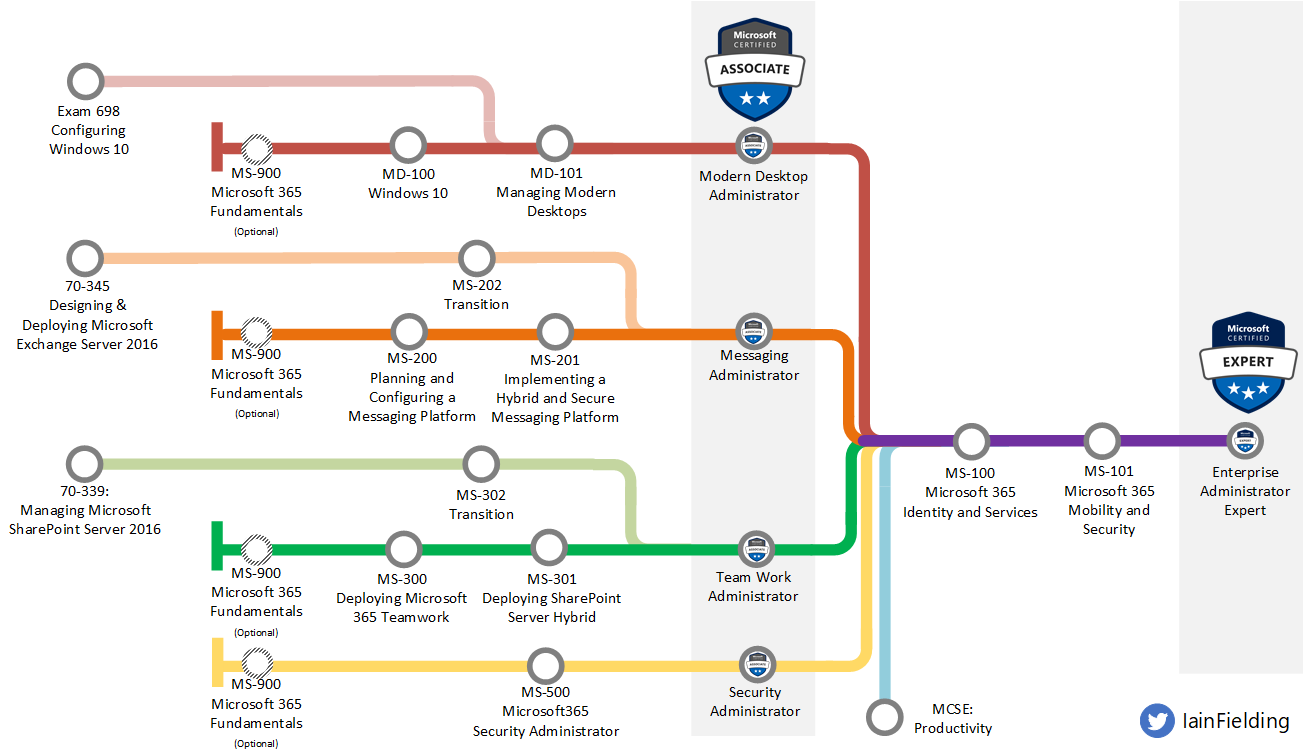 Microsoft
CERTIFIED
ASSOCIATE
Exam 698
Configuring
Windows 10
MS-900
Microsoft 365
Fundamentals
(Optional)
MD-100
Windows 10
MD-101
Managing Modern
Desktops
Modern Desktop
Administrator
70-345
Designing &
Deploying Microsoft
Exchange Server 2016
MS-202
Transition
MS-900
Microsoft 365
Fundamentals
(Optional)
MS-200
Planning and
Configuring a
Messaging Platform
MS-201
Implementing a
Hybrid and Secure
Messaging Platform
Messaging
Administrator
Microsoft
CERTIFIED
EXPERT
70-339:
Managing Microsoft
SharePoint Server 2016
MS-302
Transition
MS-100
Microsoft 365
Identity and Services
MS-101
Microsoft 365
Mobility and
Security
Enterprise
Administrator
Expert
MS-900
Microsoft 365
Fundamentals
(Optional)
MS-300
Deploying Microsoft
365 Teamwork
MS-301
Deploying SharePoint
Server Hybrid
Team Work
Administrator
MS-900
Microsoft 365
Fundamentals
(Optional)
MS-500
Microsoft365
Security Administrator
Security
Administrator
MCSE:
Productivity
IainFielding